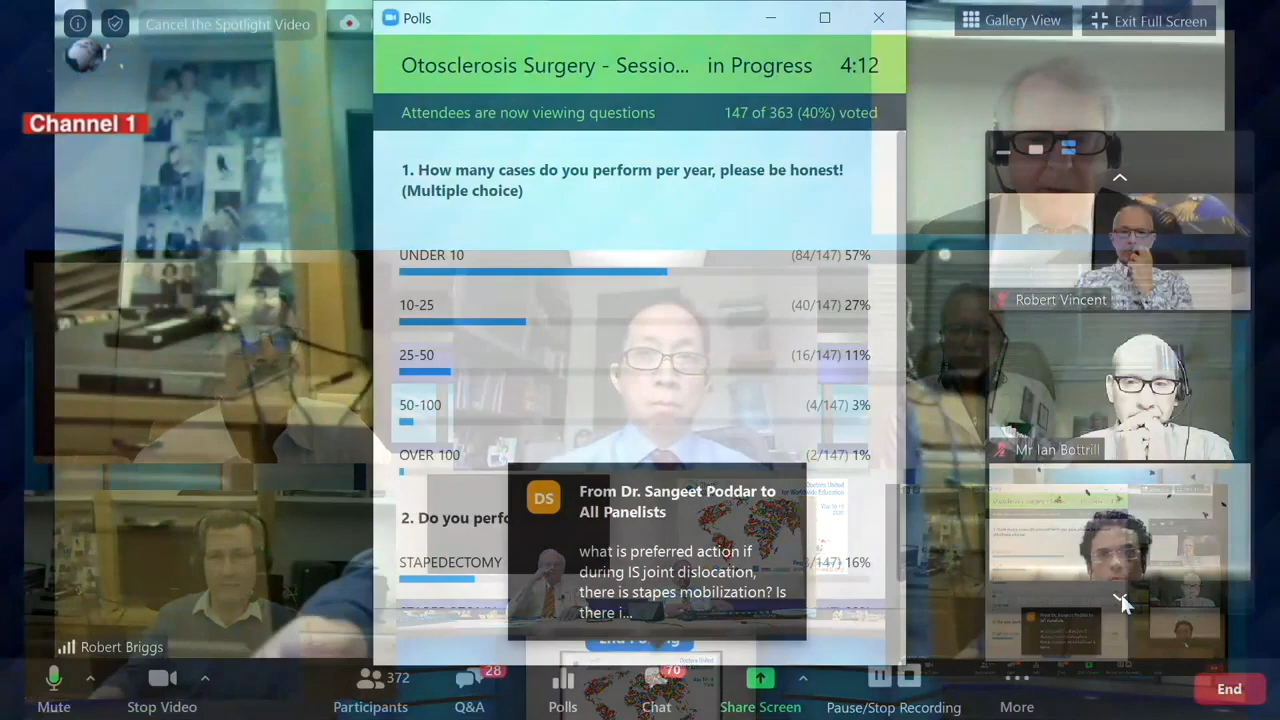 Cancel the Spotlight Video
Polls
Gallery View
Exit Full Screen
Otosclerosis Surgery - Sessio... in Progress 4:12
Attendees are now viewing questions 147 of 363 (40%) voted
Channel 1
1. How many cases do you perform per year, please be honest!
(Multiple choice)
UNDER 10 (84/147) 57%
10-25 (40/147) 27%
25-50 (16/147) 11%
50-100 (4/147) 3%
OVER 100 (2/147) 1%
Robert Vincent
Mr Ian Bottrill
2. Do you perfo
STAPEDECTOMY /147) 16%
DS
From Dr. Sangeet Poddar to
All Panelists
what is preferred action if
during IS joint dislocation,
there is stapes mobilization? Is
there i...
Doctors United
for Worldwide Education
Robert Briggs
372
28
70
Mute
Stop Video
Participants
Q&A
Polls
Chat
Share Screen
Pause/Stop Recording
More
End